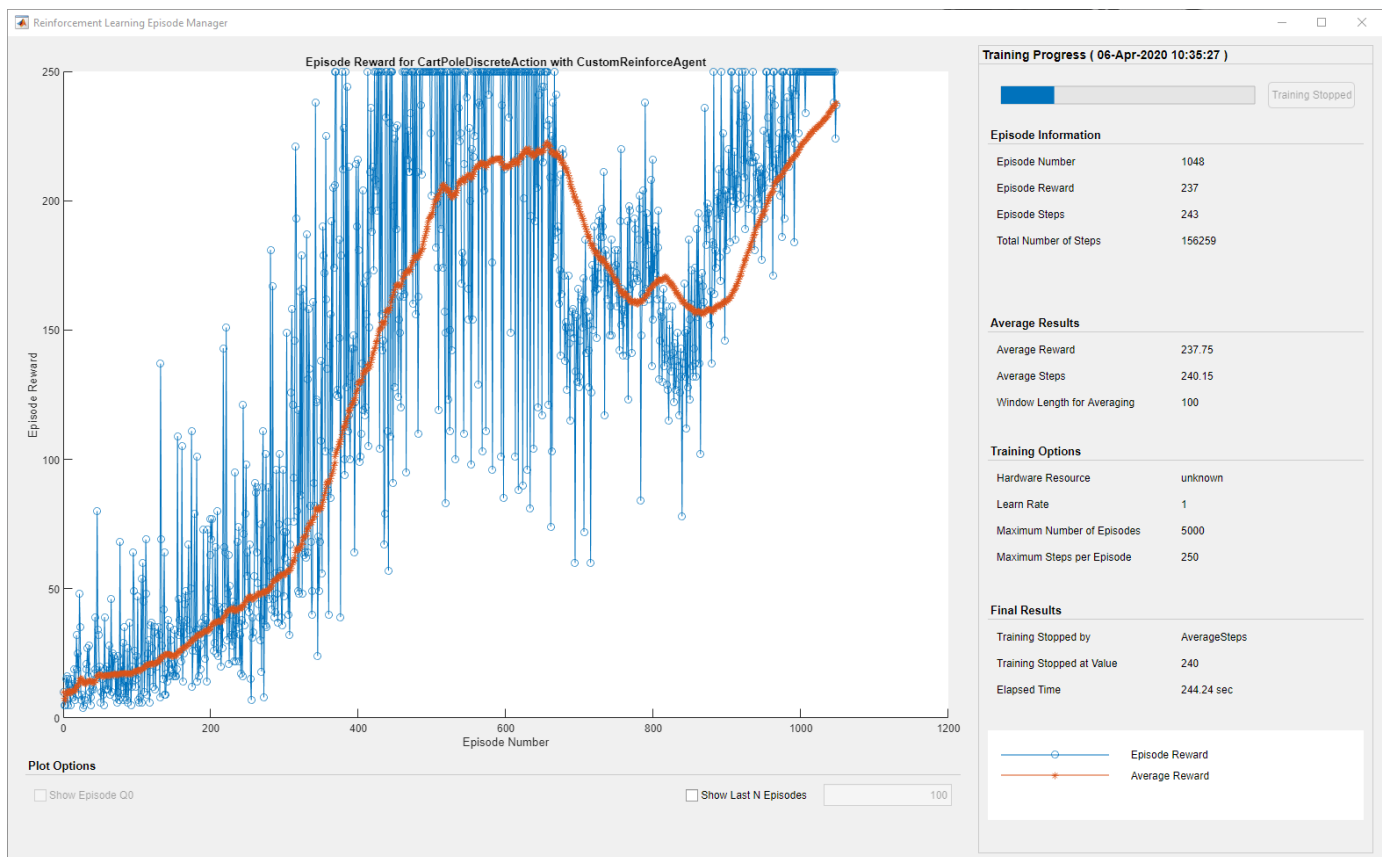 Reinforcement Learning Episode Manager
Episode Reward for CartPoleDiscreteAction with CustomReinforceAgent
250
200
150
100
50
0
Episode Reward
0 200 400 600 800 1000 1200
Episode Number
Plot Options
Show Episode Q0
Show Last N Episodes 100
Training Progress ( 06-Apr-2020 10:35:27 )
Training Stopped
Episode Information
Episode Number 1048
Episode Reward 237
Episode Steps 243
Total Number of Steps 156259
Average Results
Average Reward 237.75
Average Steps 240.15
Window Length for Averaging 100
Training Options
Hardware Resource unknown
Learn Rate 1
Maximum Number of Episodes 5000
Maximum Steps per Episode 250
Final Results
Training Stopped by AverageSteps
Training Stopped at Value 240
Elapsed Time 244.24 sec
Episode Reward
Average Reward